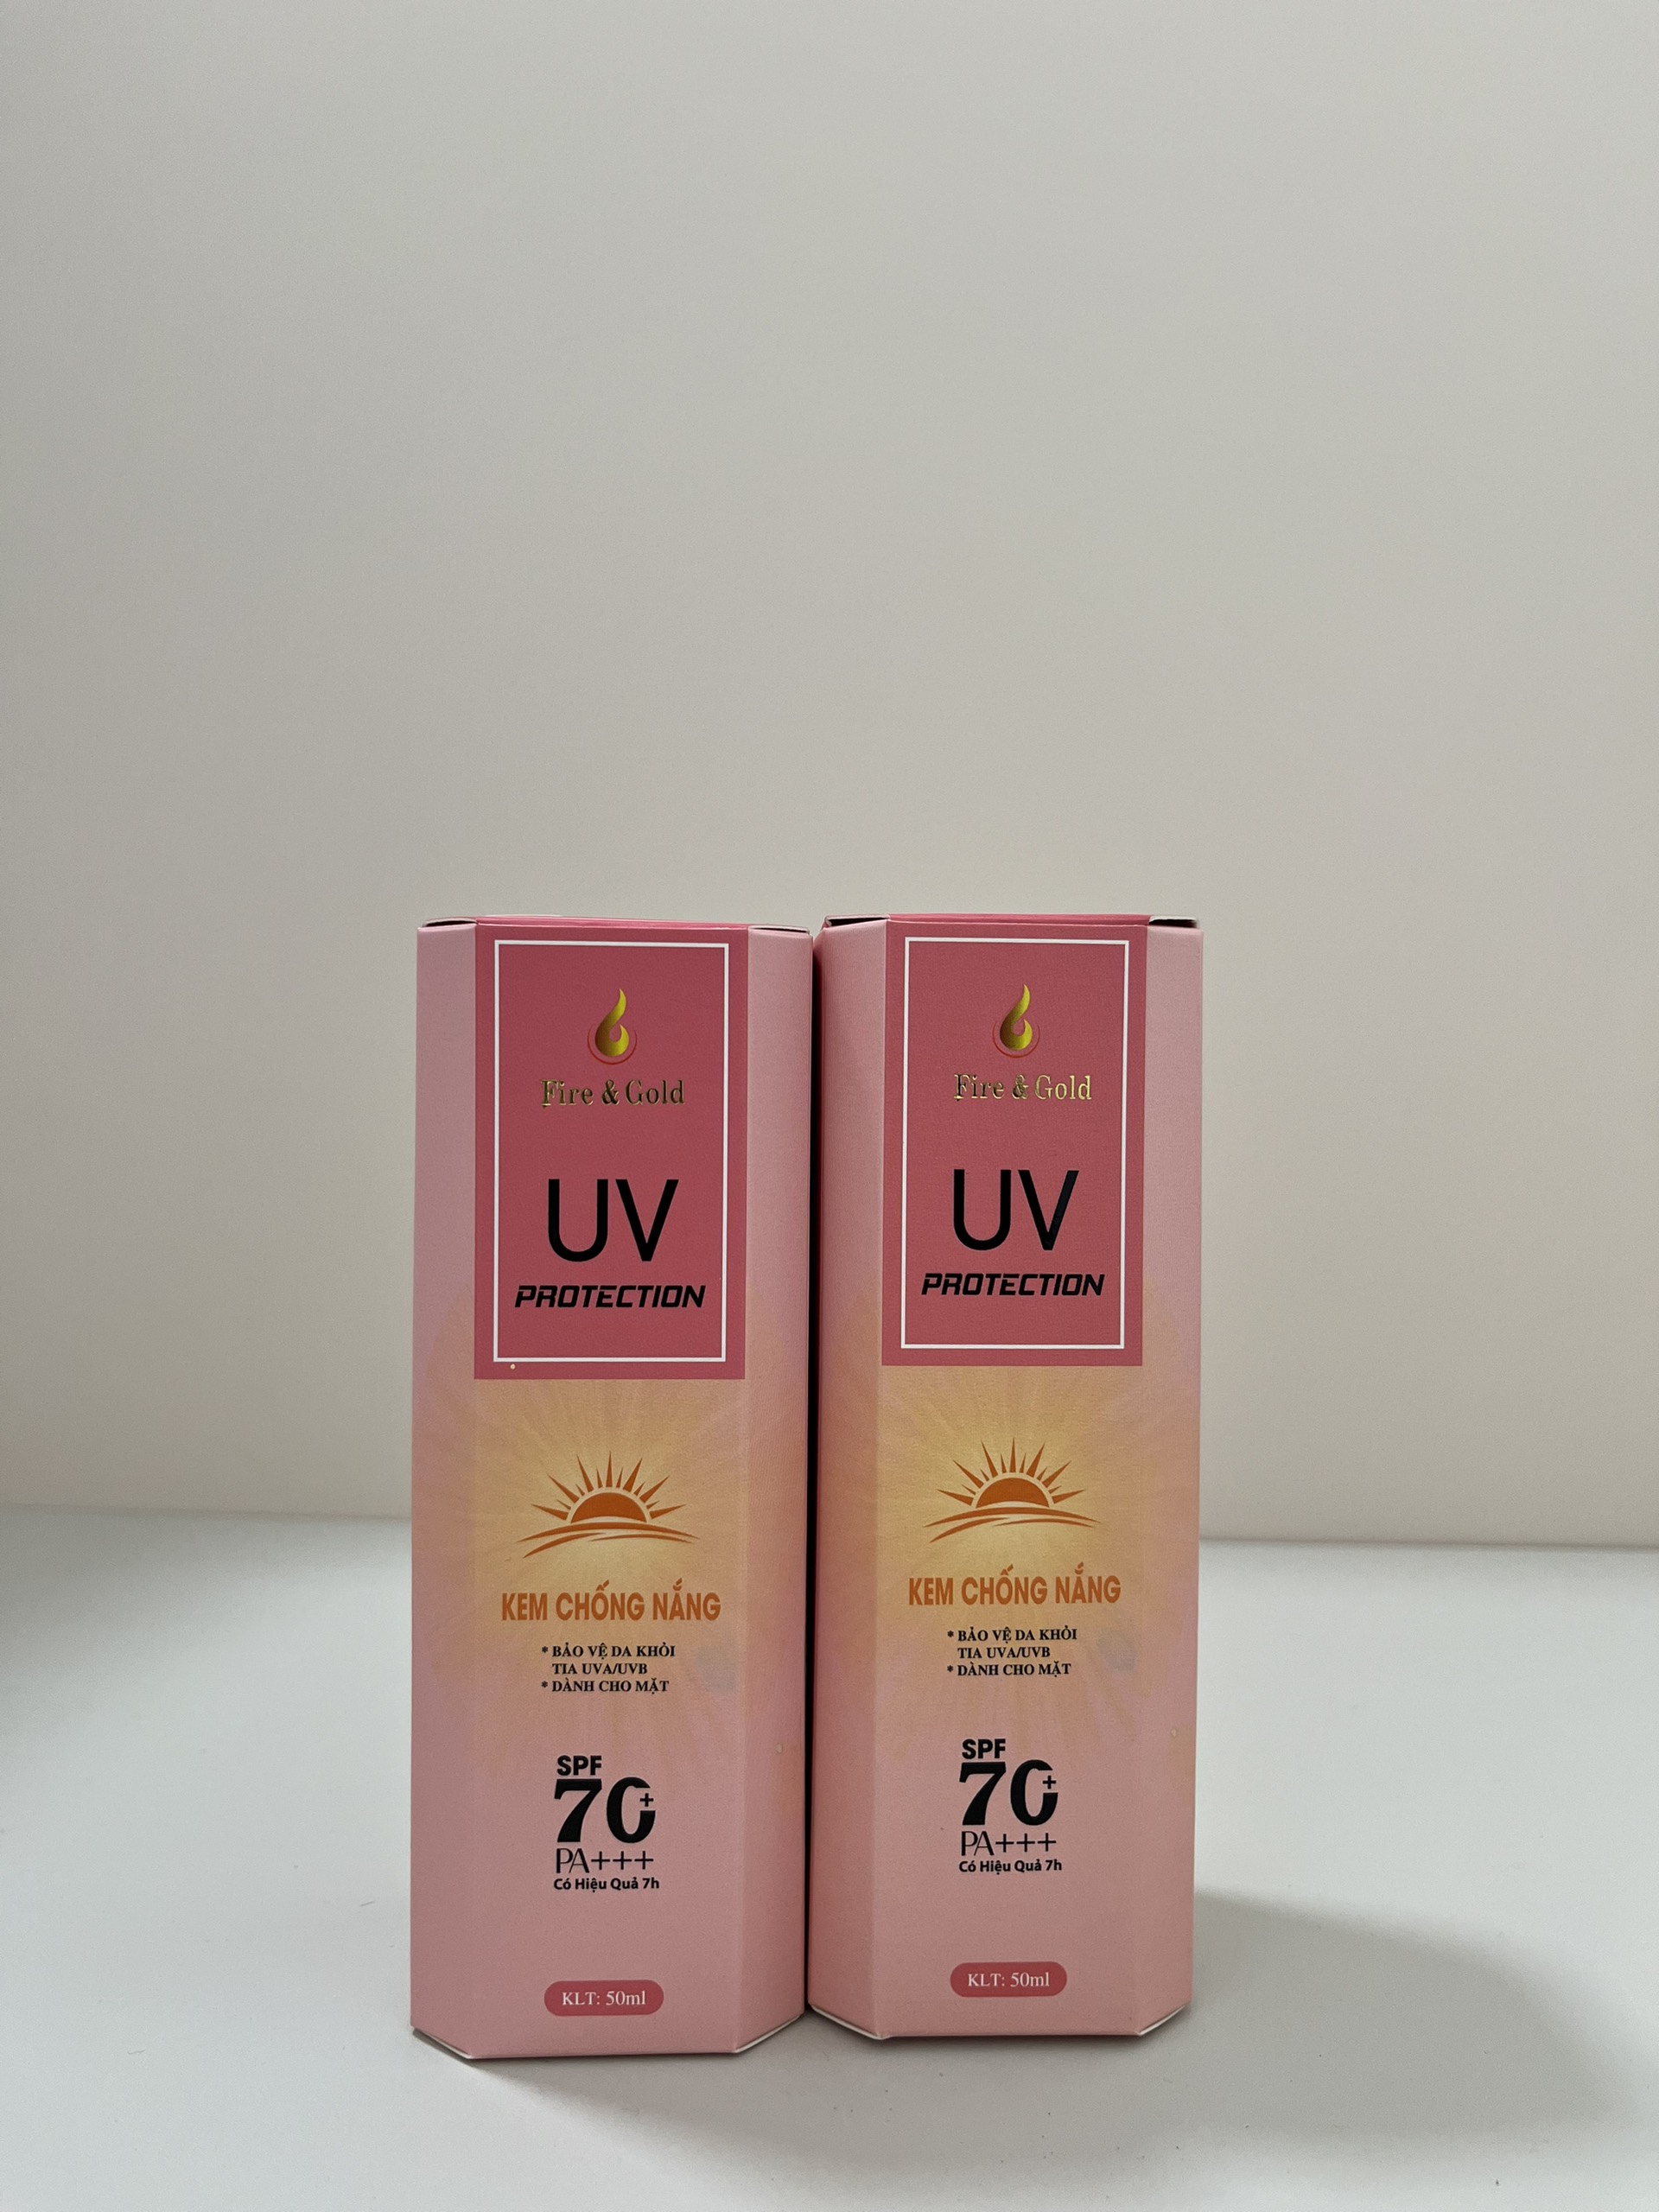 Fire & Gold
UV
PROTECTION
KEM CHỐNG NẮNG
* BẢO VỆ DA KHỎI
TIA UVA/UVB
* DÀNH CHO MẶT
SPF
70+
PA+++
Có Hiệu Quả 7h
KLT: 50ml
Fire & Gold
UV
PROTECTION
KEM CHỐNG NẮNG
* BẢO VỆ DA KHỎI
TIA UVA/UVB
* DÀNH CHO MẶT
SPF
70+
PA+++
Có Hiệu Quả 7h
KLT: 50ml